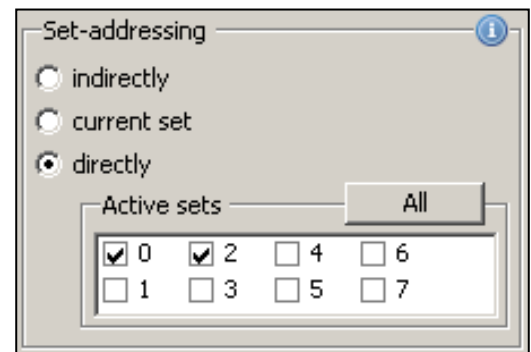 Set-addressing
indirectly
current set
directly
Active sets All
0 2 4 6
1 3 5 7